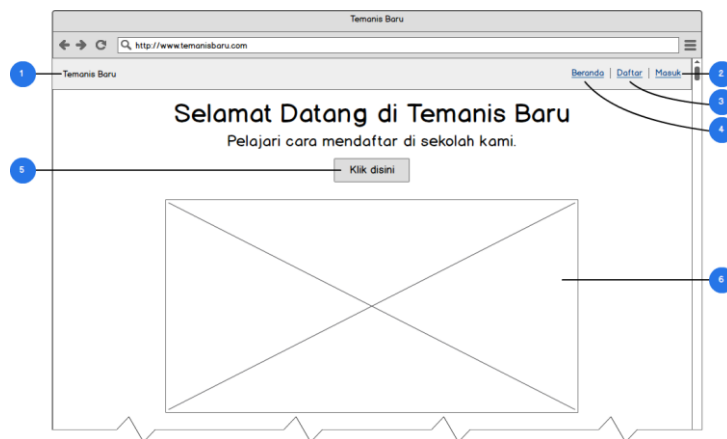 Temanis Baru
http://www.temanisbaru.com
1 Temanis Baru Beranda | Daftar | Masuk 2
3
4
Selamat Datang di Temanis Baru
Pelajari cara mendaftar di sekolah kami.
5 Klik disini
6